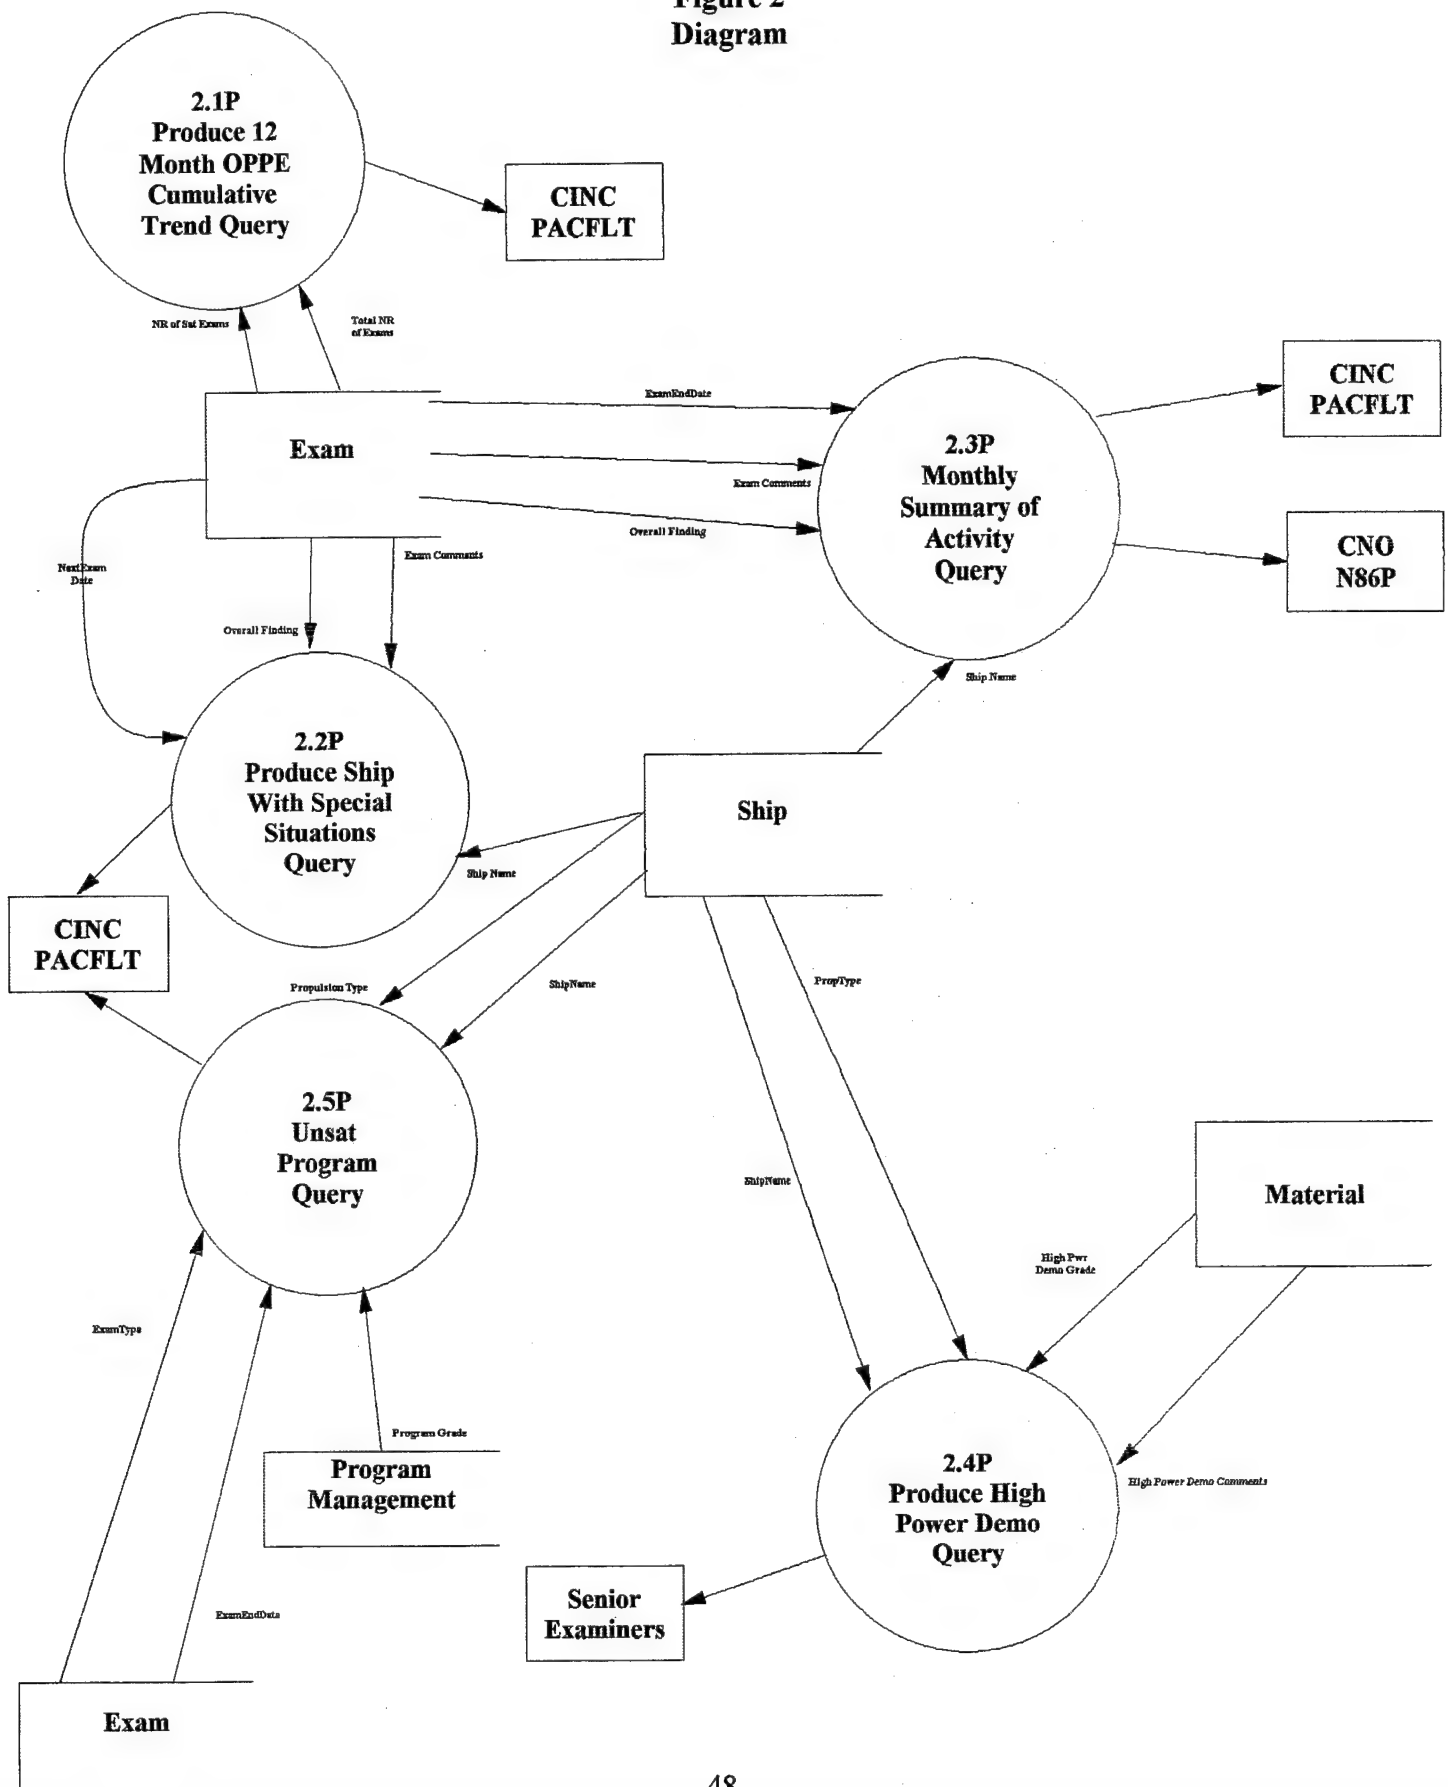 Figure 2
Diagram
2.1P
Produce 12
Month OPPE
Cumulative
Trend Query
CINC
PACFLT
NR of Sat Exams
Total NR
of Exams
Exam
ExamEndDate
Exam Comments
Overall Finding
2.3P
Monthly
Summary of
Activity
Query
CINC
PACFLT
CNO
N86P
NextExam
Date
Overall Finding
Exam Comments
Ship Name
2.2P
Produce Ship
With Special
Situations
Query
Ship
Ship Name
CINC
PACFLT
Propulsion Type
ShipName
PropType
2.5P
Unsat
Program
Query
ShipName
Material
High Pwr
Demo Grade
ExamType
Program Grade
Program
Management
2.4P
Produce High
Power Demo
Query
High Power Demo Comments
Senior
Examiners
ExamEndDate
Exam
48